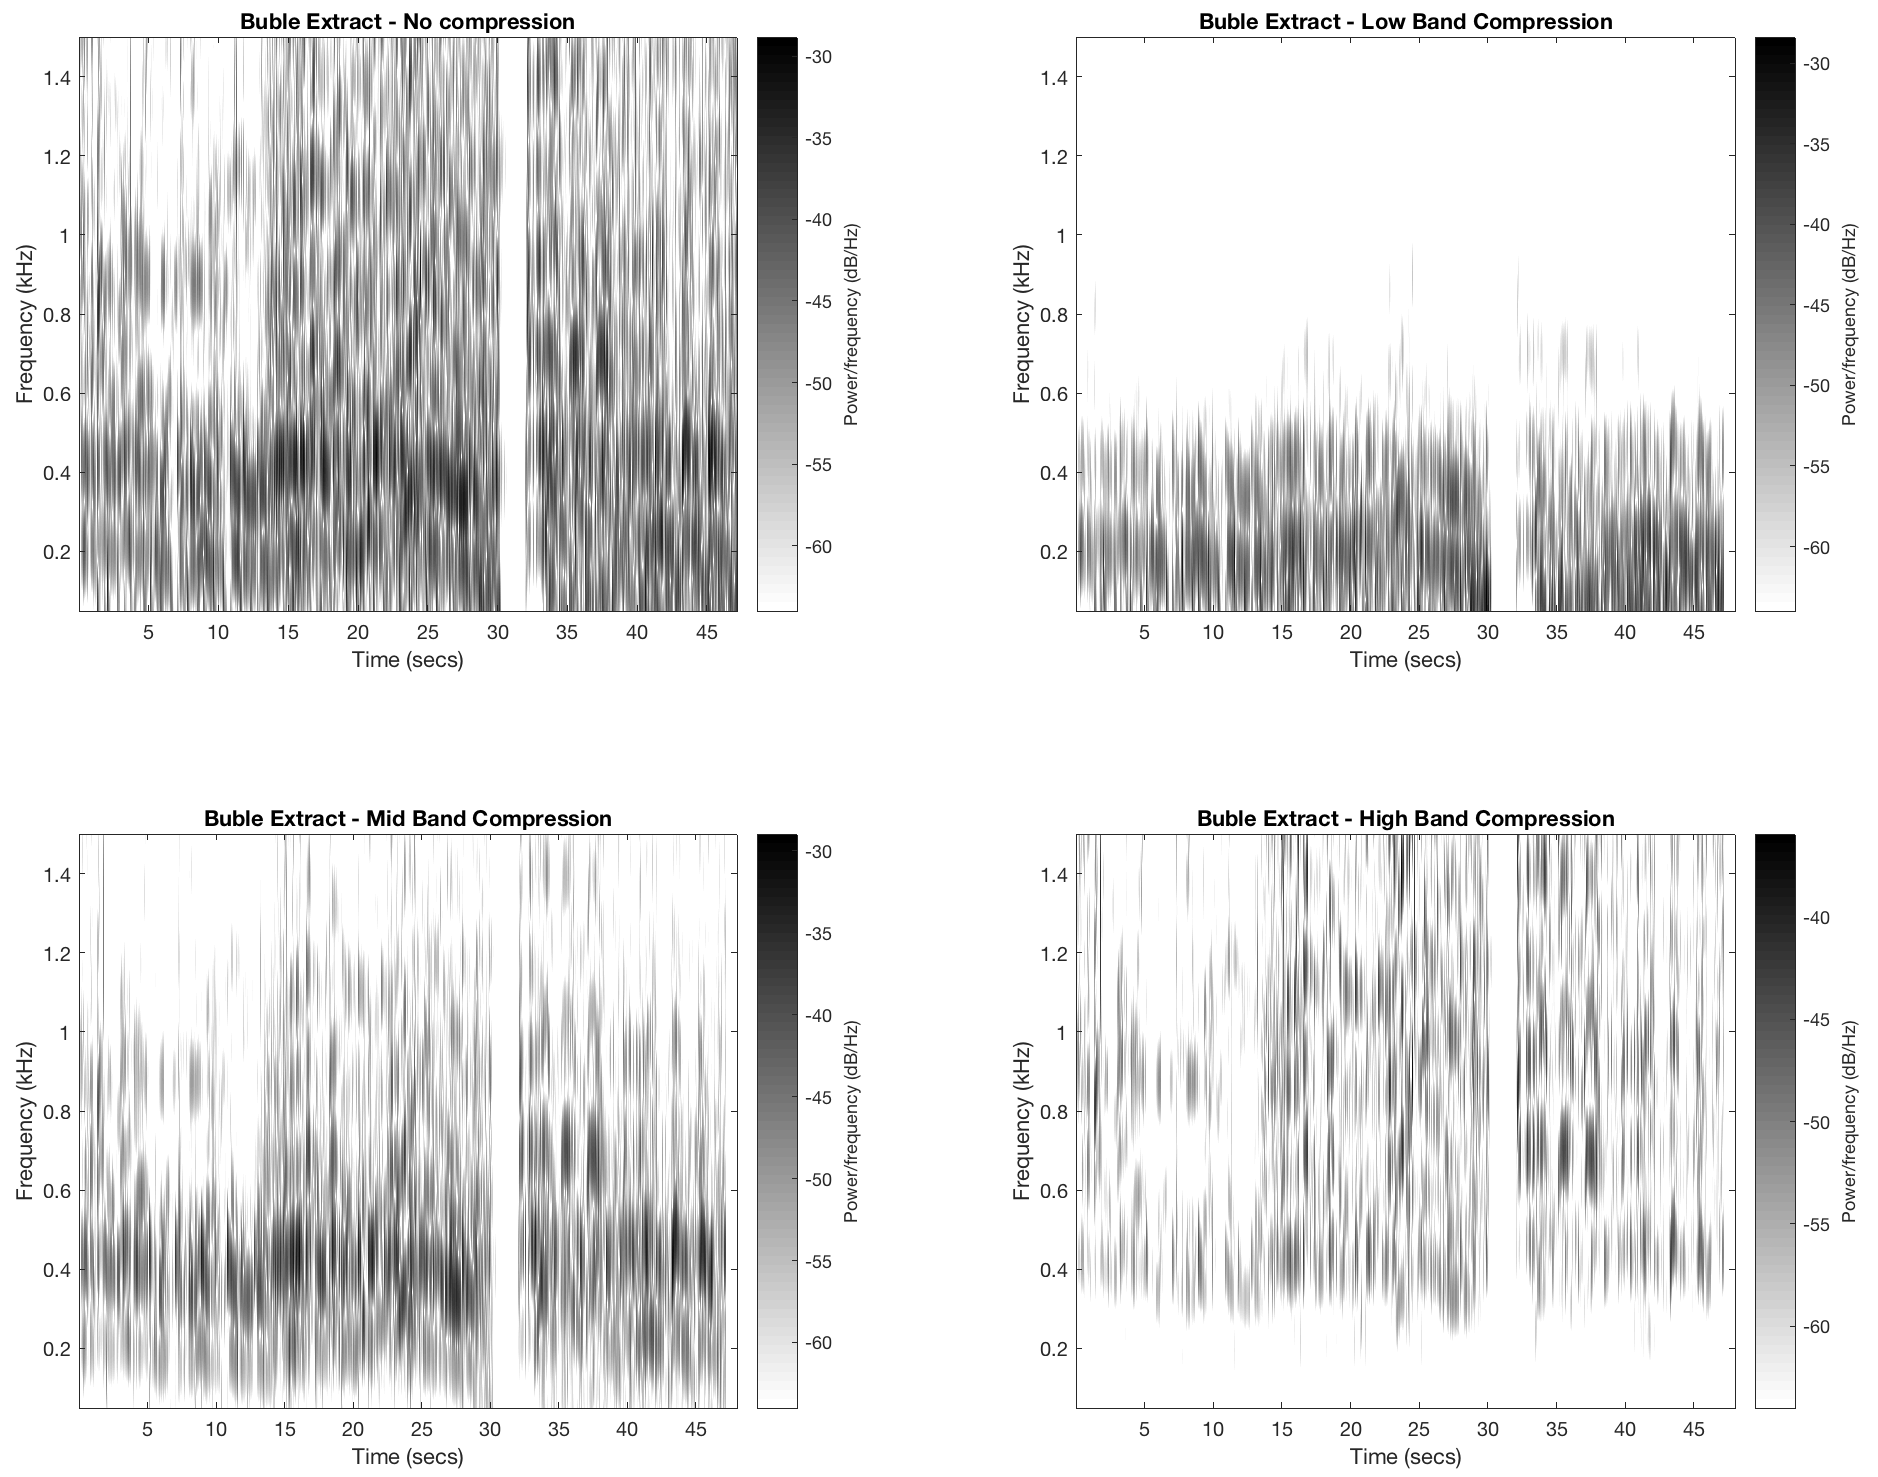 Buble Extract - No compression
1.4
1.2
1
0.8
0.6
0.4
0.2
Frequency (kHz)
5 10 15 20 25 30 35 40 45
Time (secs)
-30
-35
-40
-45
-50
-55
-60
Power/frequency (dB/Hz)
Buble Extract - Low Band Compression
1.4
1.2
1
0.8
0.6
0.4
0.2
Frequency (kHz)
5 10 15 20 25 30 35 40 45
Time (secs)
-30
-35
-40
-45
-50
-55
-60
Power/frequency (dB/Hz)
Buble Extract - Mid Band Compression
1.4
1.2
1
0.8
0.6
0.4
0.2
Frequency (kHz)
5 10 15 20 25 30 35 40 45
Time (secs)
-30
-35
-40
-45
-50
-55
-60
Power/frequency (dB/Hz)
Buble Extract - High Band Compression
1.4
1.2
1
0.8
0.6
0.4
0.2
Frequency (kHz)
5 10 15 20 25 30 35 40 45
Time (secs)
-40
-45
-50
-55
-60
Power/frequency (dB/Hz)